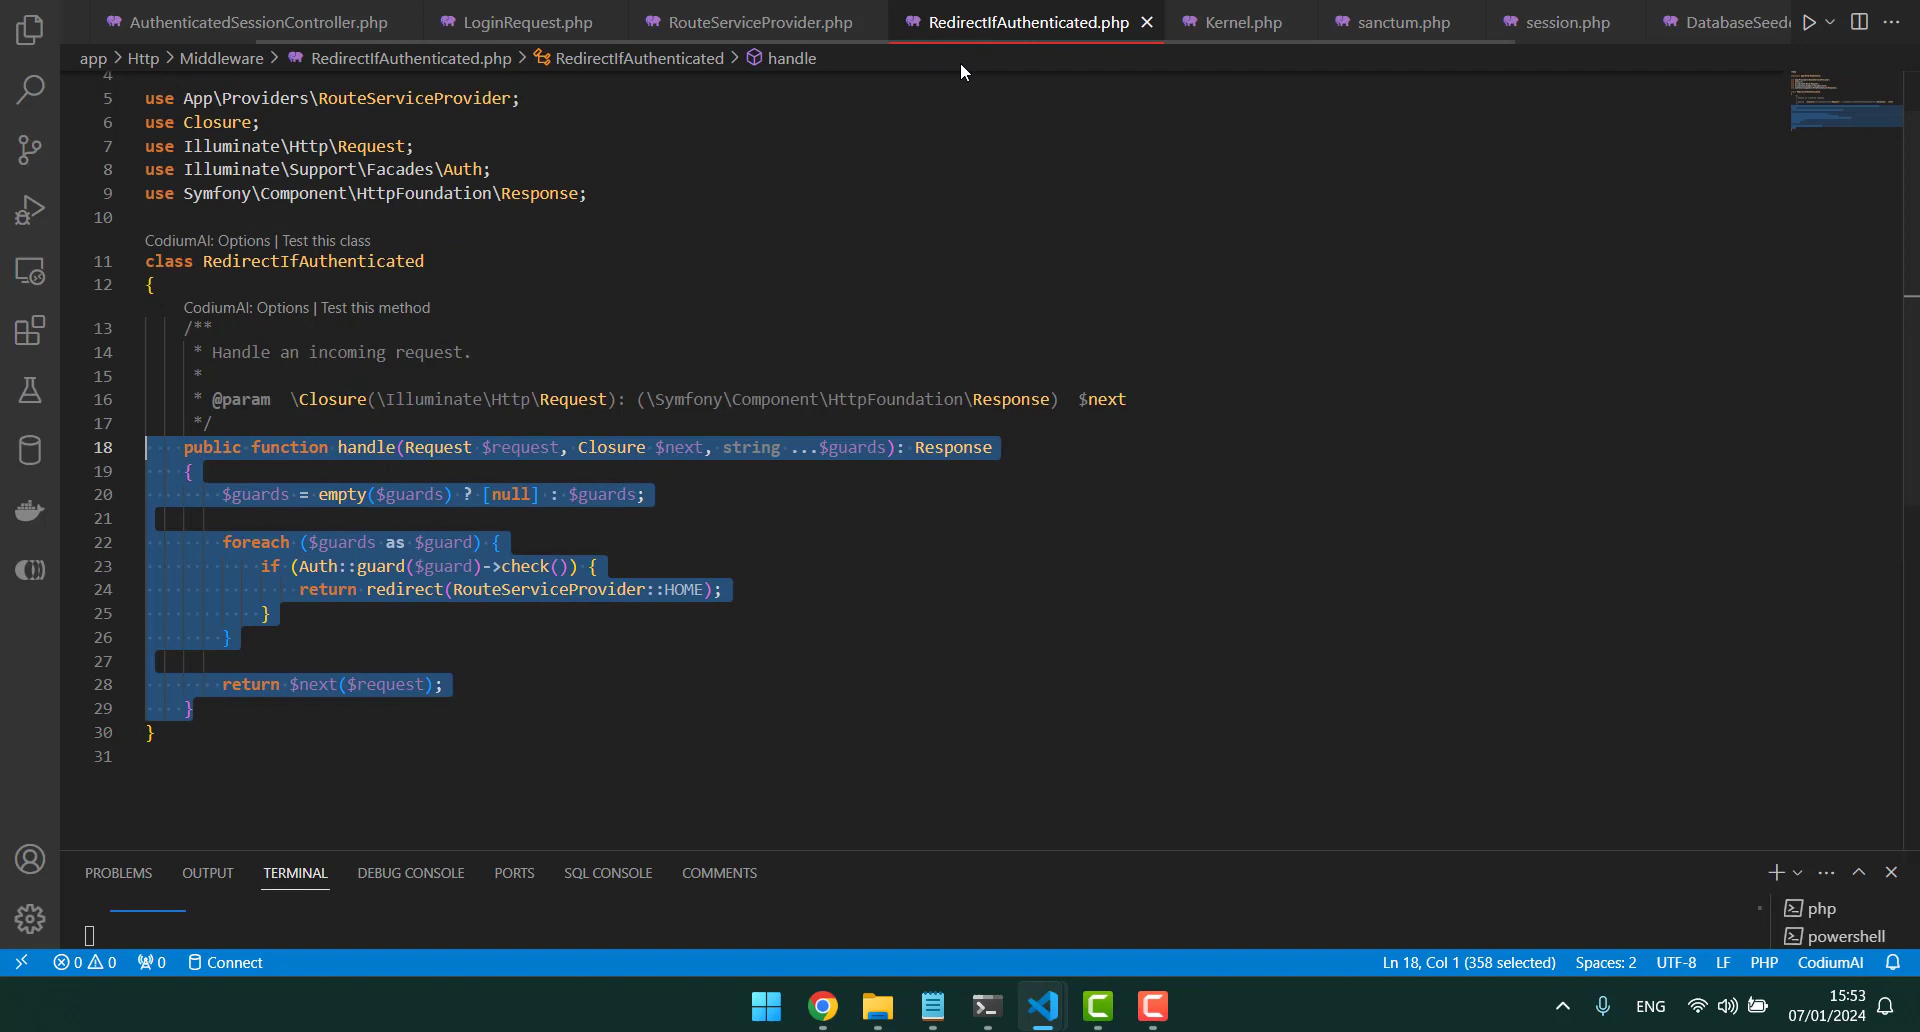 AuthenticatedSessionController.php LoginRequest.php RouteServiceProvider.php RedirectIfAuthenticated.php Kernel.php sanctum.php session.php DatabaseSeede
app > Http > Middleware > RedirectIfAuthenticated.php > RedirectIfAuthenticated > handle
4
5 use App\Providers\RouteServiceProvider;
6 use Closure;
7 use Illuminate\Http\Request;
8 use Illuminate\Support\Facades\Auth;
9 use Symfony\Component\HttpFoundation\Response;
10
CodiumAI: Options | Test this class
11 class RedirectIfAuthenticated
12 {
CodiumAI: Options | Test this method
13 /**
14 * Handle an incoming request.
15 *
16 * @param \Closure(\Illuminate\Http\Request): (\Symfony\Component\HttpFoundation\Response) $next
17 */
18 public function handle(Request $request, Closure $next, string ...$guards): Response
19 {
20 $guards = empty($guards) ? [null] : $guards;
21
22 foreach ($guards as $guard) {
23 if (Auth::guard($guard)->check()) {
24 return redirect(RouteServiceProvider::HOME);
25 }
26 }
27
28 return $next($request);
29 }
30 }
31
PROBLEMS OUTPUT TERMINAL DEBUG CONSOLE PORTS SQL CONSOLE COMMENTS
php
powershell
0 0 0 Connect Ln 18, Col 1 (358 selected) Spaces: 2 UTF-8 LF PHP CodiumAI
ENG 15:53
07/01/2024